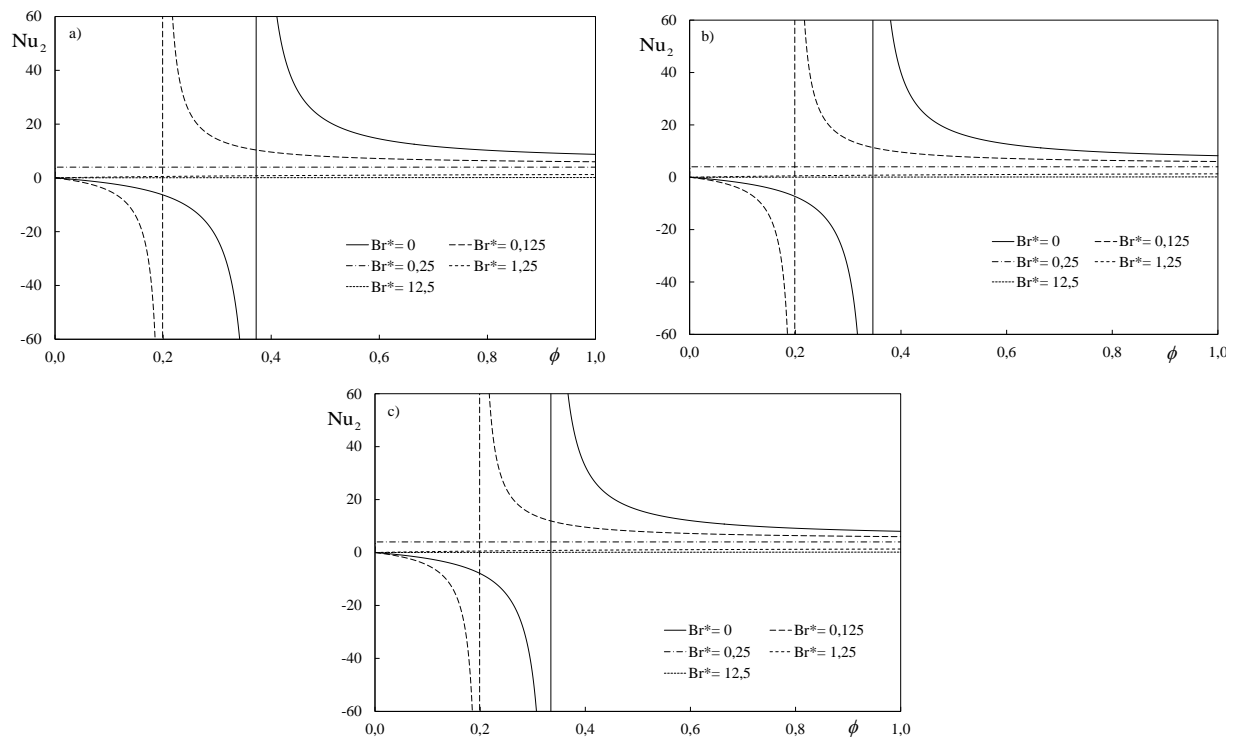 60
Nu₂
a)
40
20
0
-20
-40
-60
Br*= 0
Br*= 0,125
Br*= 0,25
Br*= 1,25
Br*= 12,5
0,0 0,2 0,4 0,6 0,8 ϕ 1,0
60
Nu₂
b)
40
20
0
-20
-40
-60
Br*= 0
Br*= 0,125
Br*= 0,25
Br*= 1,25
Br*= 12,5
0,0 0,2 0,4 0,6 0,8 ϕ 1,0
60
Nu₂
c)
40
20
0
-20
-40
-60
Br*= 0
Br*= 0,125
Br*= 0,25
Br*= 1,25
Br*= 12,5
0,0 0,2 0,4 0,6 0,8 ϕ 1,0